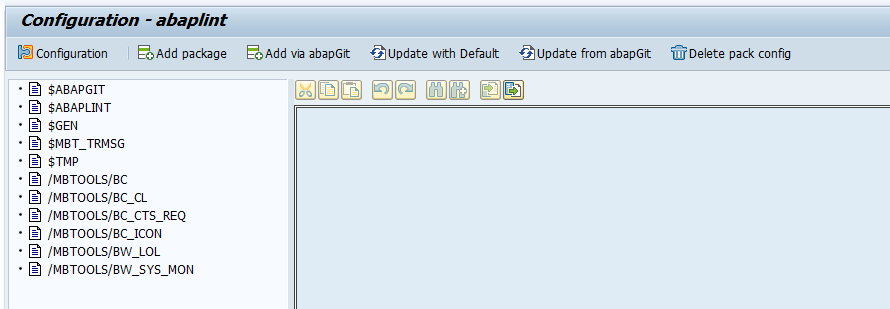 Configuration - abaplint
Configuration Add package Add via abapGit Update with Default Update from abapGit Delete pack config
$ABAPGIT
$ABAPLINT
$GEN
$MBT_TRMSG
$TMP
/MBTOOLS/BC
/MBTOOLS/BC_CL
/MBTOOLS/BC_CTS_REQ
/MBTOOLS/BC_ICON
/MBTOOLS/BW_LOL
/MBTOOLS/BW_SYS_MON